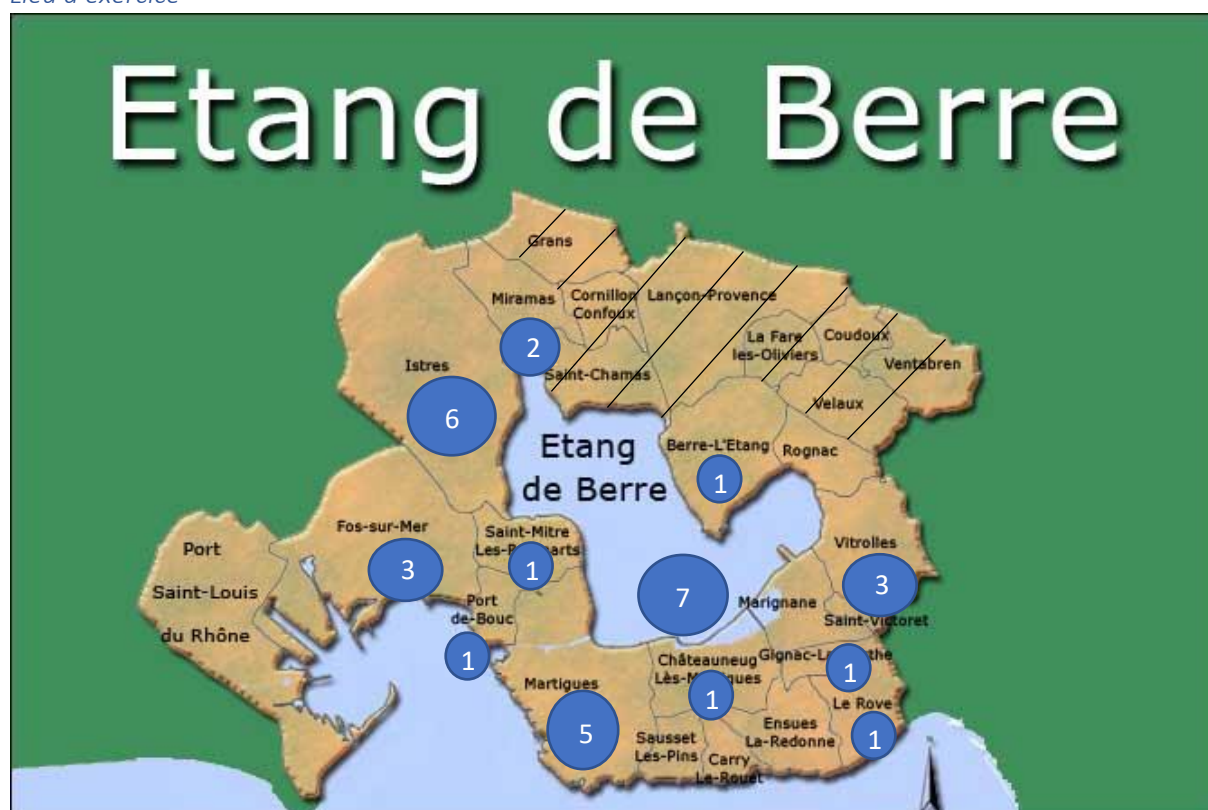 Lieu d'exercice
Etang de Berre
Grans
Miramas
Cornillon
Confoux
Lançon-Provence
2
La Fare
les-Oliviers
Coudoux
Ventabren
Istres
Saint-Chamas
Velaux
6
Etang
de Berre
Berre-L'Etang
Rognac
1
Fos-sur-Mer
Saint-Mitre
1
Vitrolles
Port
Saint-Louis
du Rhône
3
7
3
Port
de-Bouc
Marignane
Saint-Victoret
1
Martigues
Châteauneug
1
1
Le Rove
5
Sausset
Les-Pins
Carry
Le-Rouet
Ensues
La-Redonne
1